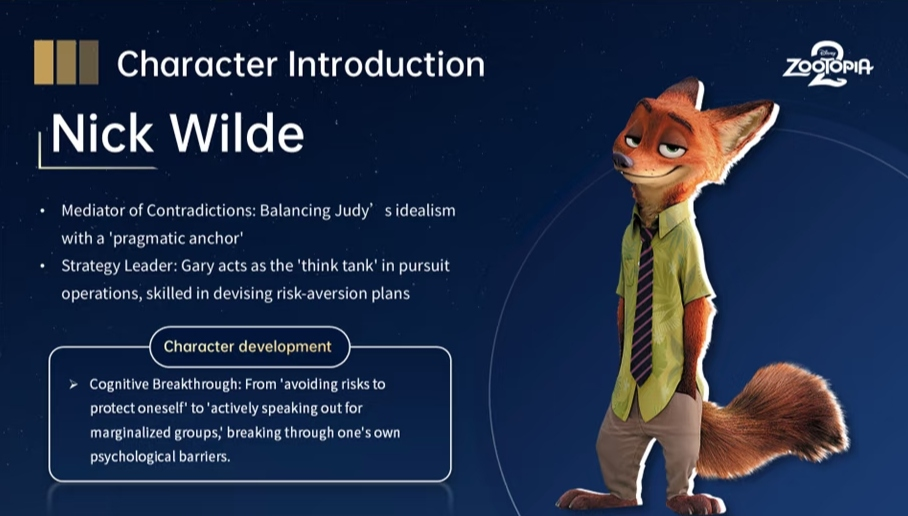 Character Introduction
Disney
ZOOTOPIA
2
Nick Wilde
• Mediator of Contradictions: Balancing Judy’ s idealism
with a 'pragmatic anchor'
• Strategy Leader: Gary acts as the 'think tank' in pursuit
operations, skilled in devising risk-aversion plans
Character development
➢ Cognitive Breakthrough: From 'avoiding risks to
protect oneself' to 'actively speaking out for
marginalized groups,' breaking through one's own
psychological barriers.